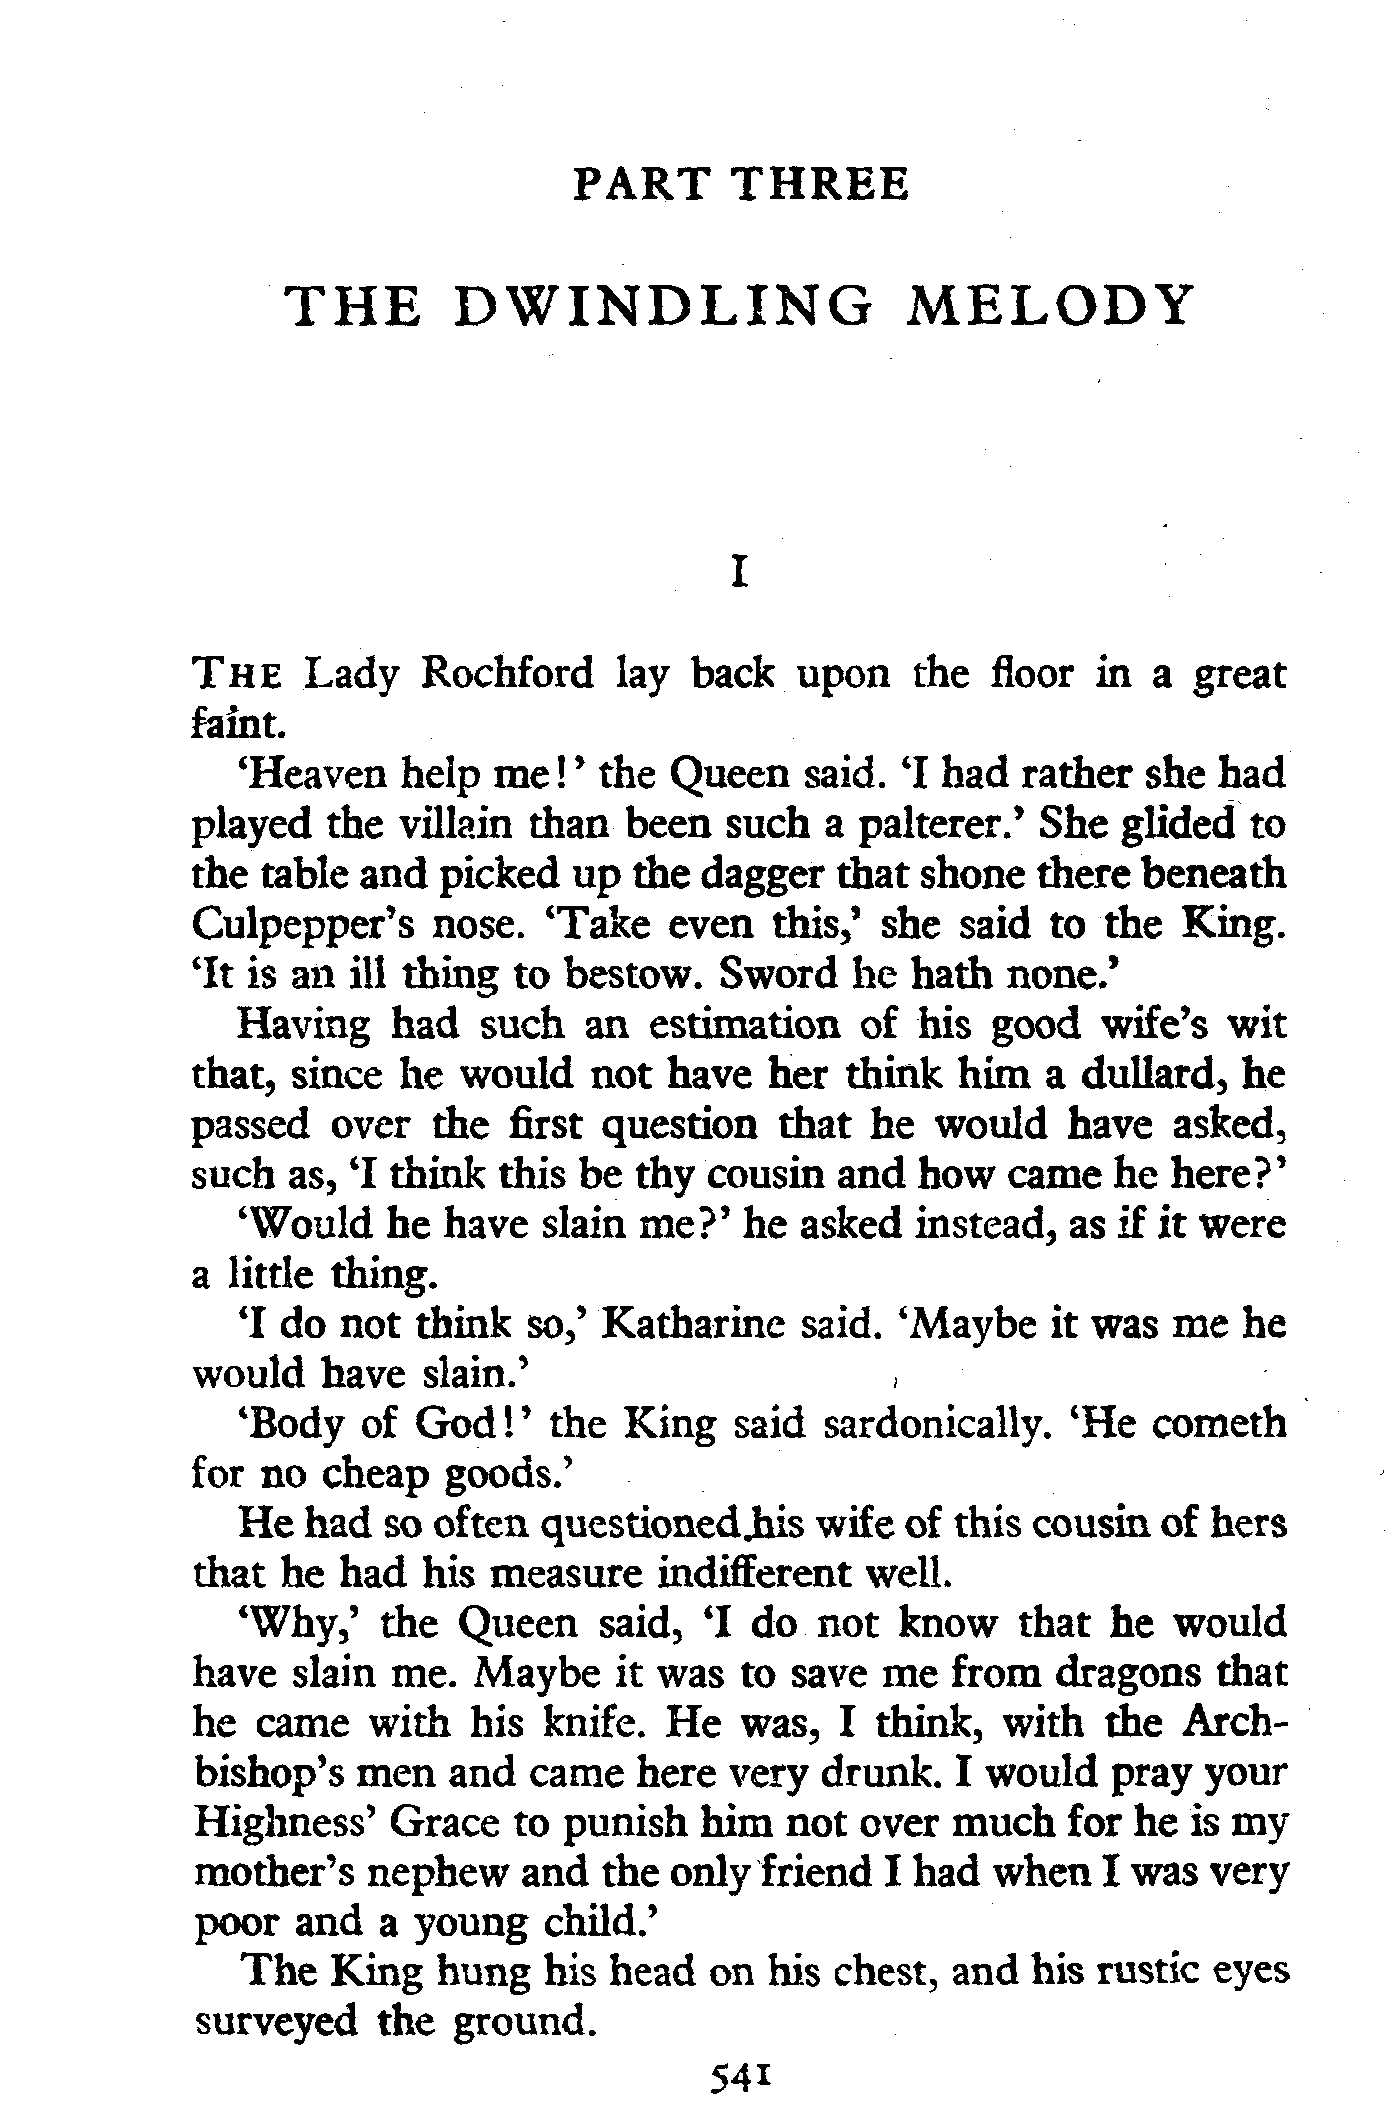 PART THREE
THE DWINDLING MELODY
I
THE Lady Rochford lay back upon the floor in a great
faint.
‘Heaven help me!’ the Queen said. ‘I had rather she had
played the villain than been such a palterer.’ She glided to
the table and picked up the dagger that shone there beneath
Culpepper’s nose. ‘Take even this,’ she said to the King.
‘It is an ill thing to bestow. Sword he hath none.’
Having had such an estimation of his good wife’s wit
that, since he would not have her think him a dullard, he
passed over the first question that he would have asked,
such as, ‘I think this be thy cousin and how came he here?’
‘Would he have slain me?’ he asked instead, as if it were
a little thing.
‘I do not think so,’ Katharine said. ‘Maybe it was me he
would have slain.’
‘Body of God!’ the King said sardonically. ‘He cometh
for no cheap goods.’
He had so often questioned his wife of this cousin of hers
that he had his measure indifferent well.
‘Why,’ the Queen said, ‘I do not know that he would
have slain me. Maybe it was to save me from dragons that
he came with his knife. He was, I think, with the Arch-
bishop’s men and came here very drunk. I would pray your
Highness’ Grace to punish him not over much for he is my
mother’s nephew and the only friend I had when I was very
poor and a young child.’
The King hung his head on his chest, and his rustic eyes
surveyed the ground.
541